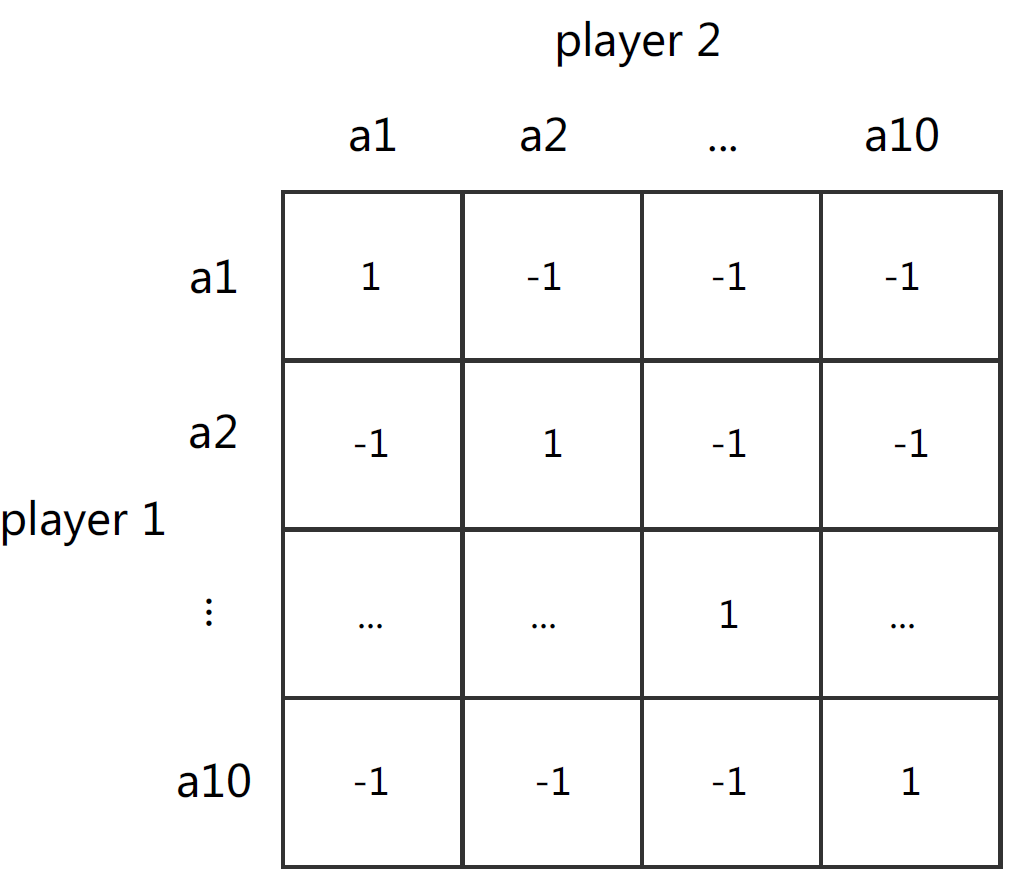 player 2
a1 a2 ... a10
a1 1 -1 -1 -1
a2 -1 1 -1 -1
player 1
⋮ ... ... 1 ...
a10 -1 -1 -1 1